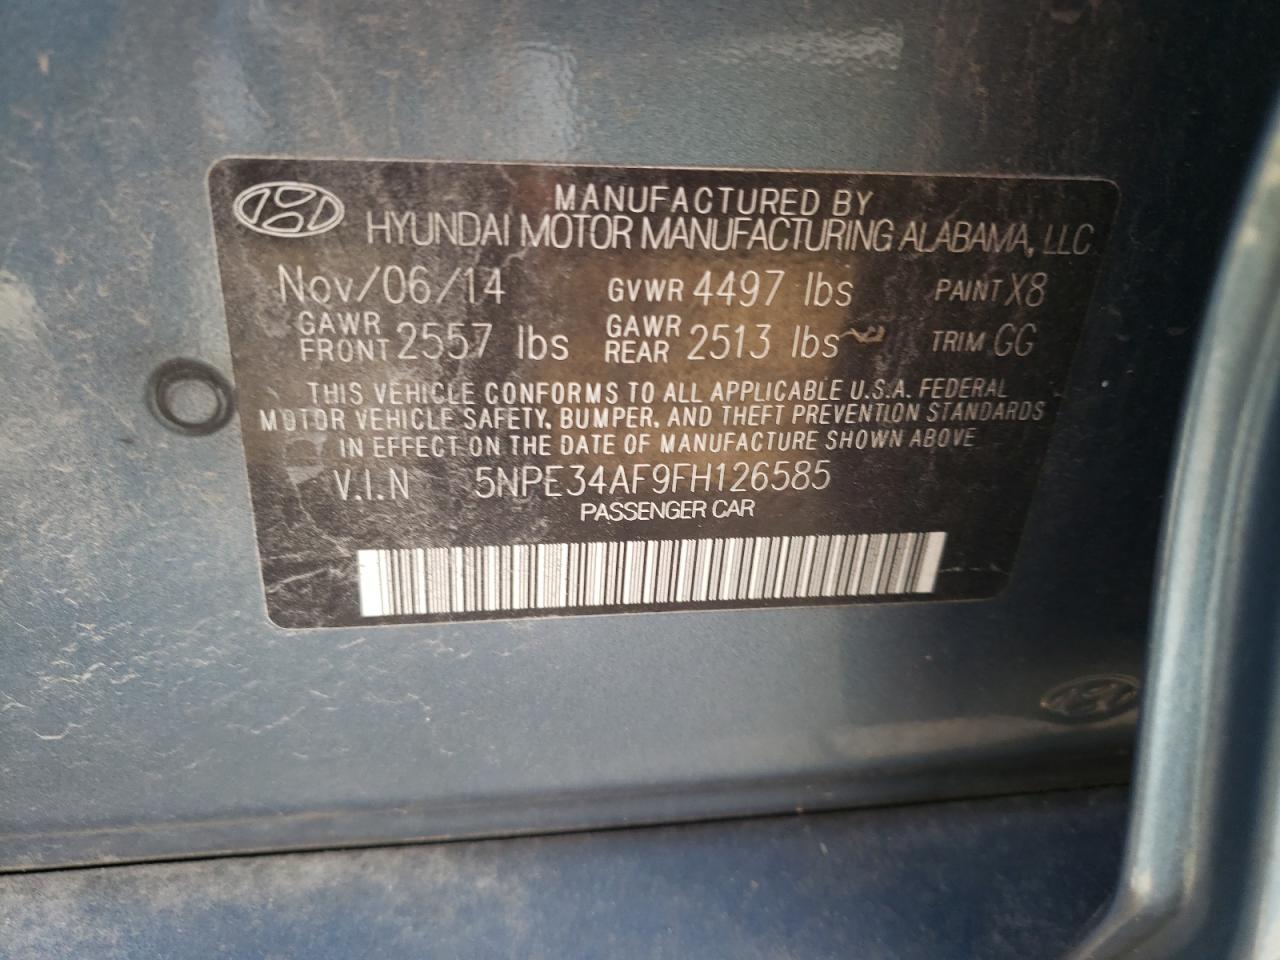 MANUFACTURED BY
HYUNDAI MOTOR MANUFACTURING ALABAMA, LLC
Nov/06/14 GVWR 4497 lbs PAINT X8
GAWR FRONT 2557 lbs GAWR REAR 2513 lbs TRIM GG
THIS VEHICLE CONFORMS TO ALL APPLICABLE U.S.A. FEDERAL
MOTOR VEHICLE SAFETY, BUMPER, AND THEFT PREVENTION STANDARDS
IN EFFECT ON THE DATE OF MANUFACTURE SHOWN ABOVE
V.I.N 5NPE34AF9FH126585
PASSENGER CAR